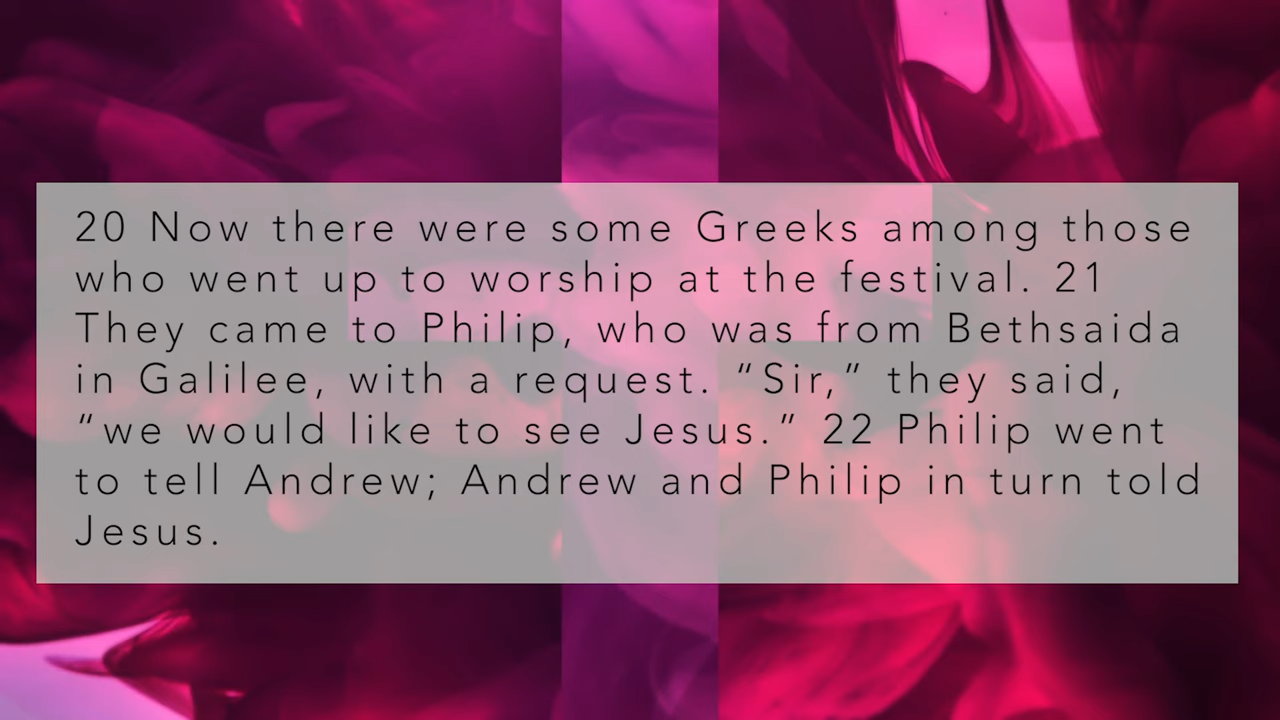 20 Now there were some Greeks among those
who went up to worship at the festival. 21
They came to Philip, who was from Bethsaida
in Galilee, with a request. “Sir,” they said,
“we would like to see Jesus.” 22 Philip went
to tell Andrew; Andrew and Philip in turn told
Jesus.